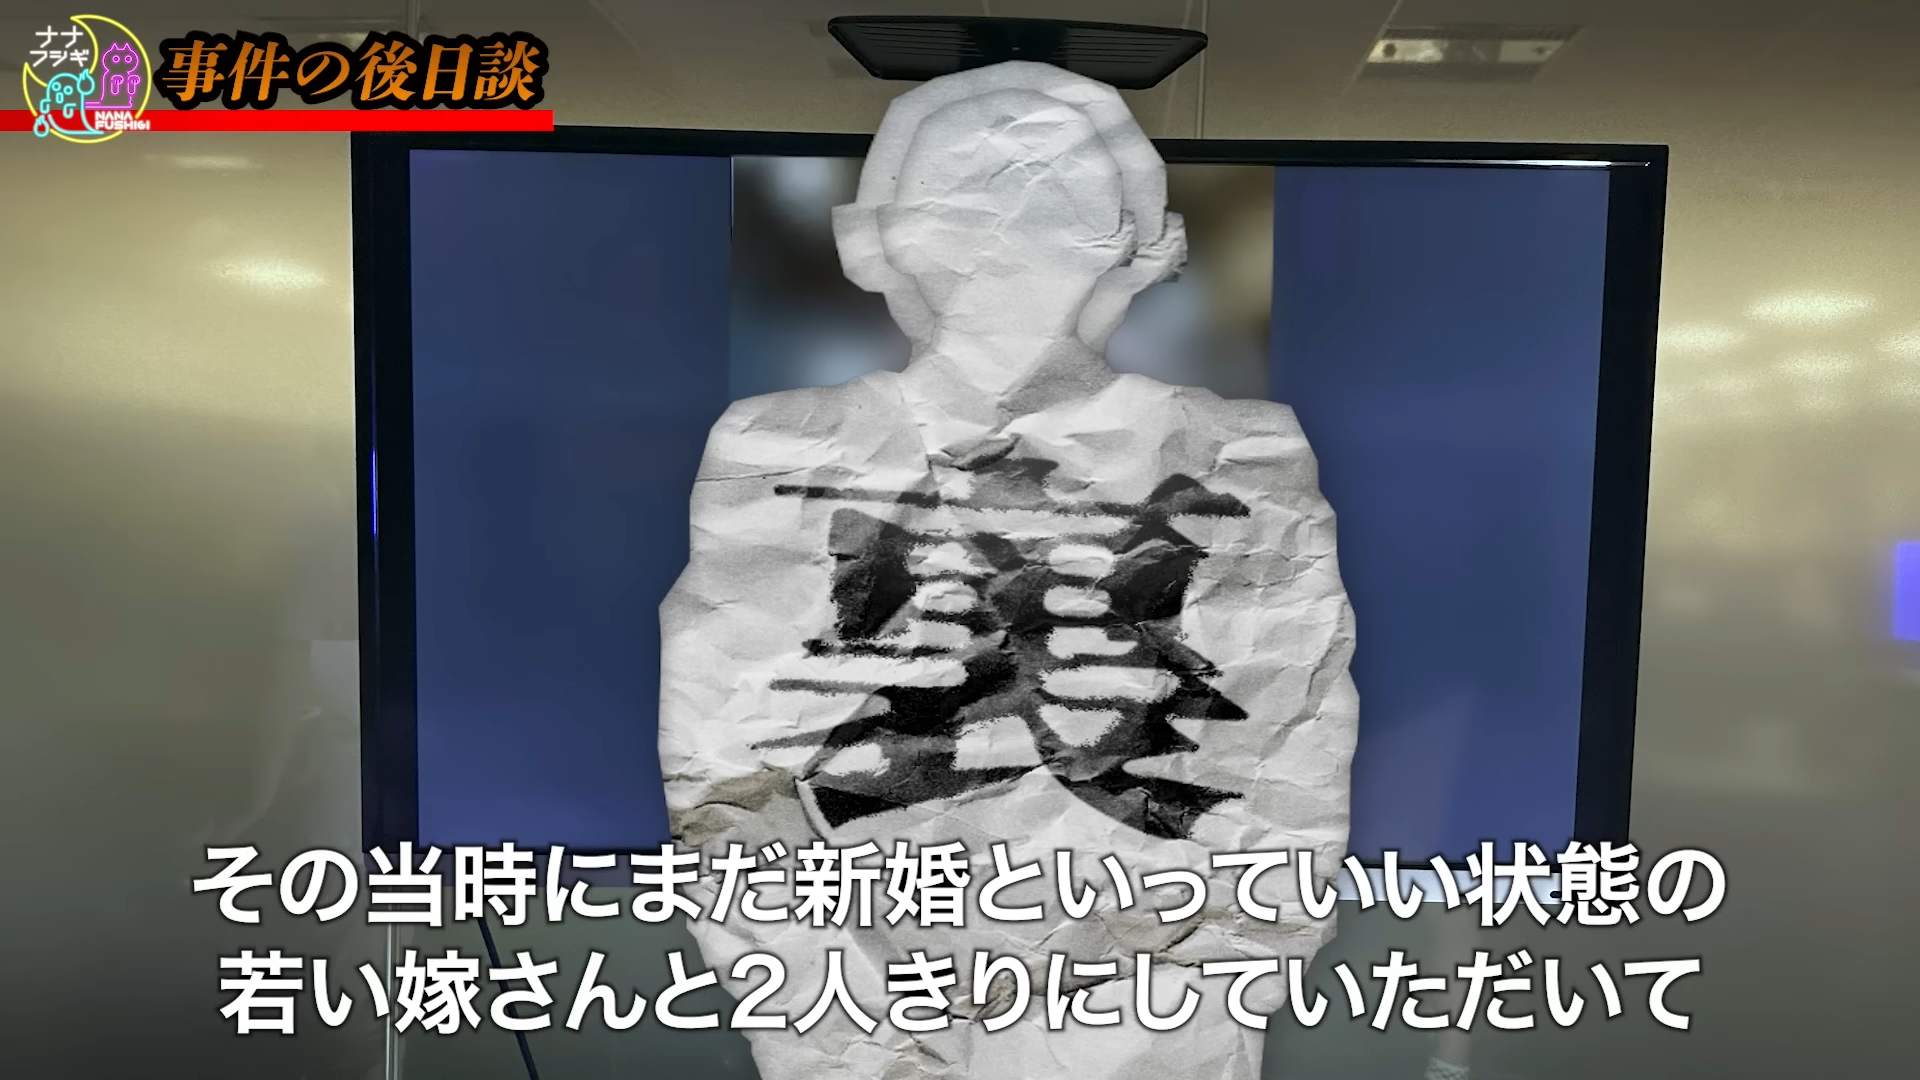 ナナ
フシギ
NANA
FUSHIGI
事件の後日談
裏
その当時にまだ新婚といっていい状態の
若い嫁さんと2人きりにしていただいて